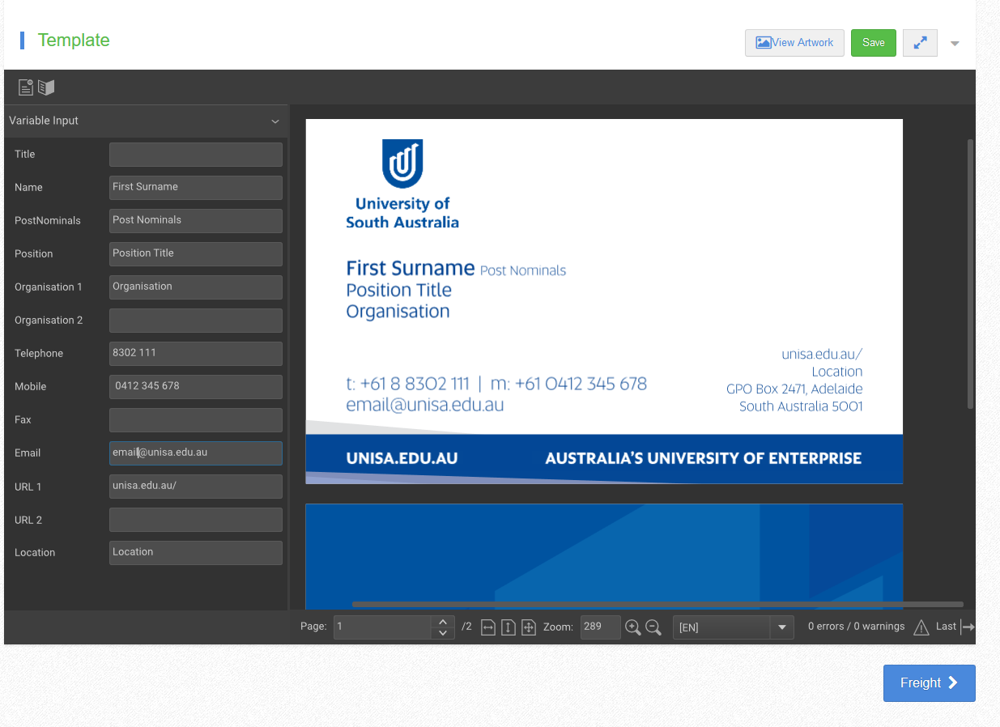 Template
View Artwork
Save
Variable Input
Title
Name First Surname
PostNominals Post Nominals
Position Position Title
Organisation 1 Organisation
Organisation 2
Telephone 8302 111
Mobile 0412 345 678
Fax
Email email@unisa.edu.au
URL 1 unisa.edu.au/
URL 2
Location Location
University of
South Australia
First Surname Post Nominals
Position Title
Organisation
t: +61 8 8302 111 | m: +61 0412 345 678
email@unisa.edu.au
unisa.edu.au/
Location
GPO Box 2471, Adelaide
South Australia 5001
UNISA.EDU.AU AUSTRALIA'S UNIVERSITY OF ENTERPRISE
Page: 1 /2 Zoom: 289 [EN] 0 errors / 0 warnings Last
Freight